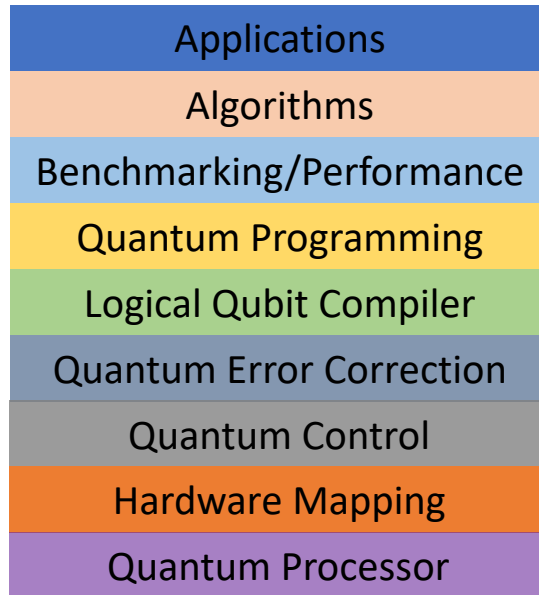 Applications
Algorithms
Benchmarking/Performance
Quantum Programming
Logical Qubit Compiler
Quantum Error Correction
Quantum Control
Hardware Mapping
Quantum Processor